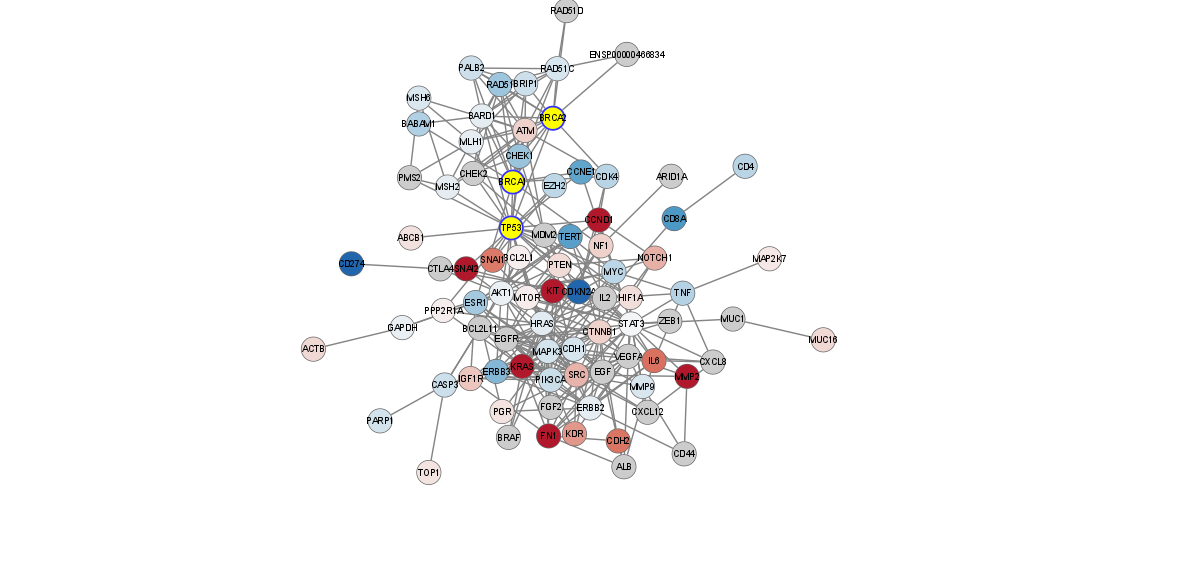 RAD51D
ENSP00000466834
PALB2
RAD51C
RAD51
BRIP1
MSH6
BARD1
BRCA2
BABAM1
ATM
MLH1
CHEK1
CD4
CHEK2
CCNE1
CDK4
ARID1A
PMS2
BRCA1
EZH2
MSH2
CCND1
CD8A
TP53
MDM2
TERT
ABCB1
NF1
SNAI1
BCL2L1
NOTCH1
MAP2K7
CD274
CTLA4
SNAI2
PTEN
MYC
AKT1
MTOR
KIT
CDKN2A
IL2
HIF1A
TNF
PPP2R1A
ESR1
GAPDH
BCL2L11
HRAS
STAT3
ZEB1
MUC1
EGFR
CTNNB1
MUC16
ACTB
MAPK3
CDH1
VEGFA
IL6
CXCL8
CASP3
IGF1R
ERBB3
KRAS
PIK3CA
SRC
EGF
MMP2
MMP9
PARP1
PGR
FGF2
ERBB2
CXCL12
BRAF
FN1
KDR
CDH2
CD44
ALB
TOP1